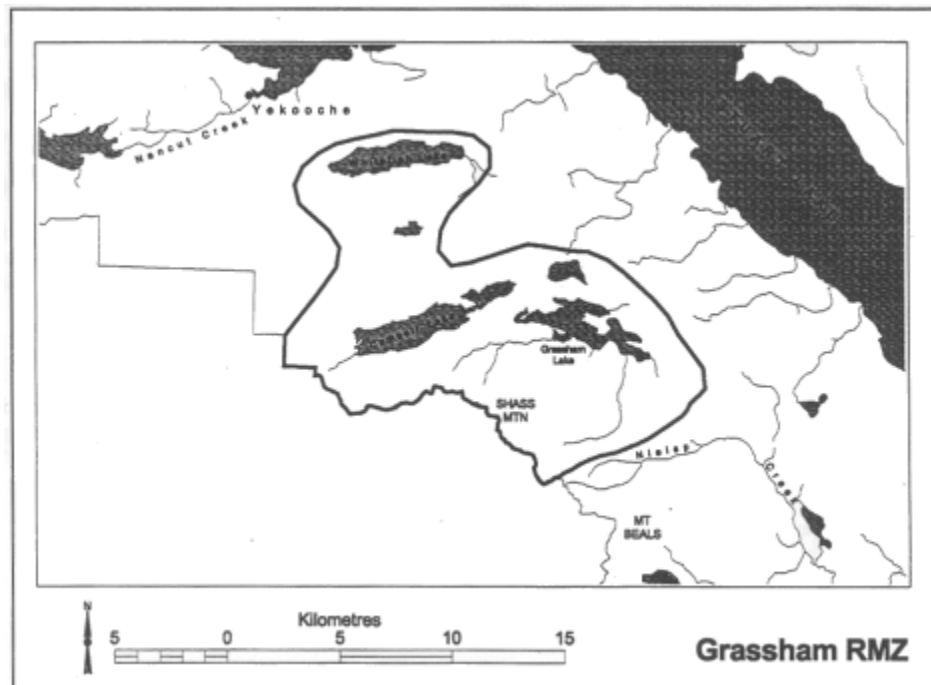 Yekooche
Nancut Creek
Grassham
Lake
SHASS
MTN
Nielsp
Creek
MT
BEALS
N
Kilometres
5 0 5 10 15
Grassham RMZ